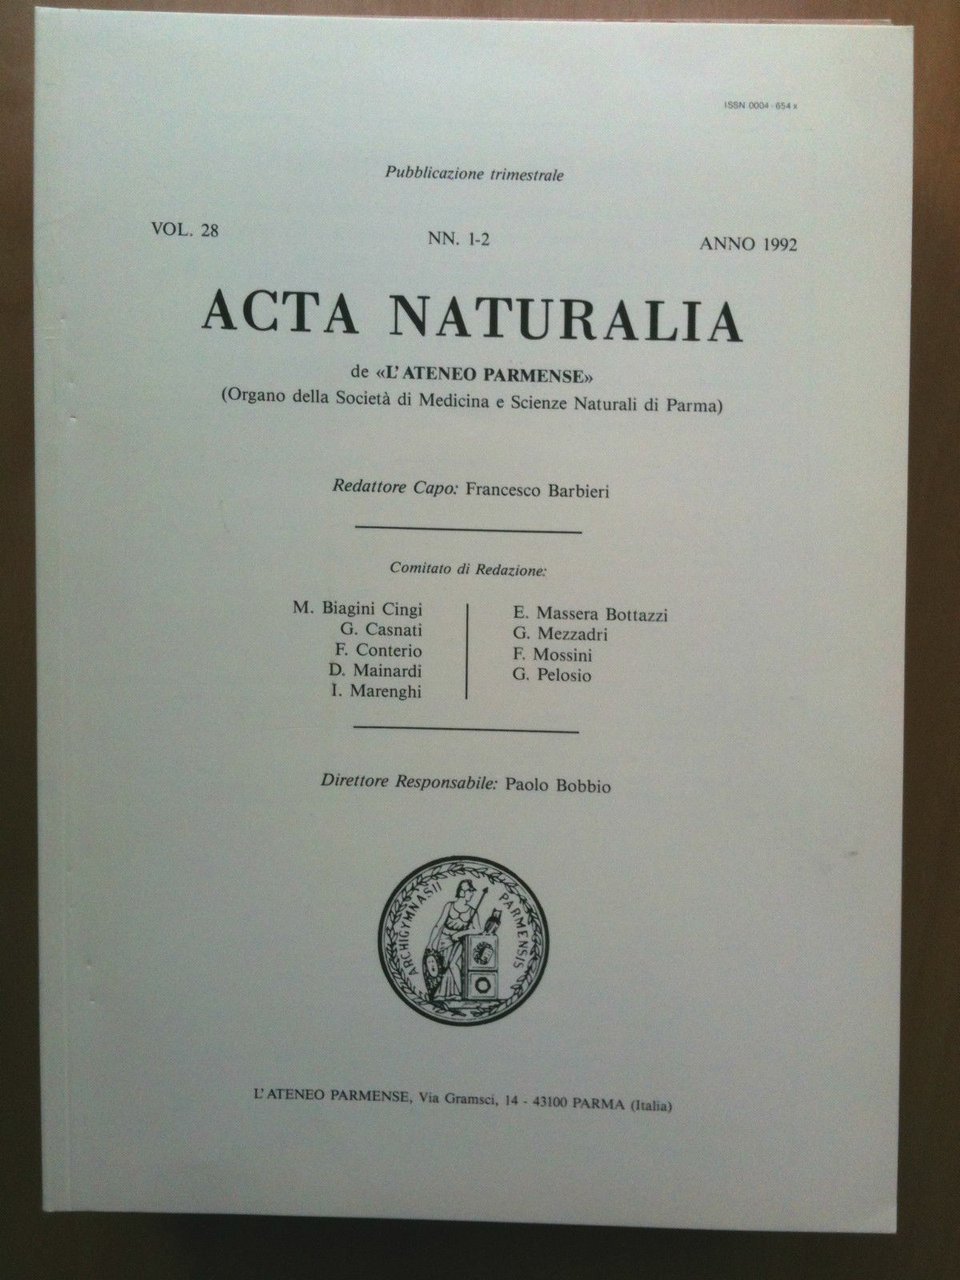 ISSN 0004 - 654 x
Pubblicazione trimestrale
VOL. 28 NN. 1-2 ANNO 1992
ACTA NATURALIA
de «L'ATENEO PARMENSE»
(Organo della Società di Medicina e Scienze Naturali di Parma)
Redattore Capo: Francesco Barbieri
Comitato di Redazione:
M. Biagini Cingi
G. Casnati
F. Conterio
D. Mainardi
I. Marenghi
E. Massera Bottazzi
G. Mezzadri
F. Mossini
G. Pelosio
Direttore Responsabile: Paolo Bobbio
ARCHIGYMNASII PARMENSIS
L'ATENEO PARMENSE, Via Gramsci, 14 - 43100 PARMA (Italia)